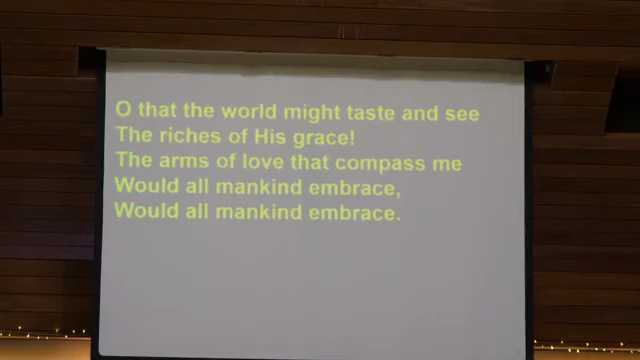 O that the world might taste and see
The riches of His grace!
The arms of love that compass me
Would all mankind embrace,
Would all mankind embrace.